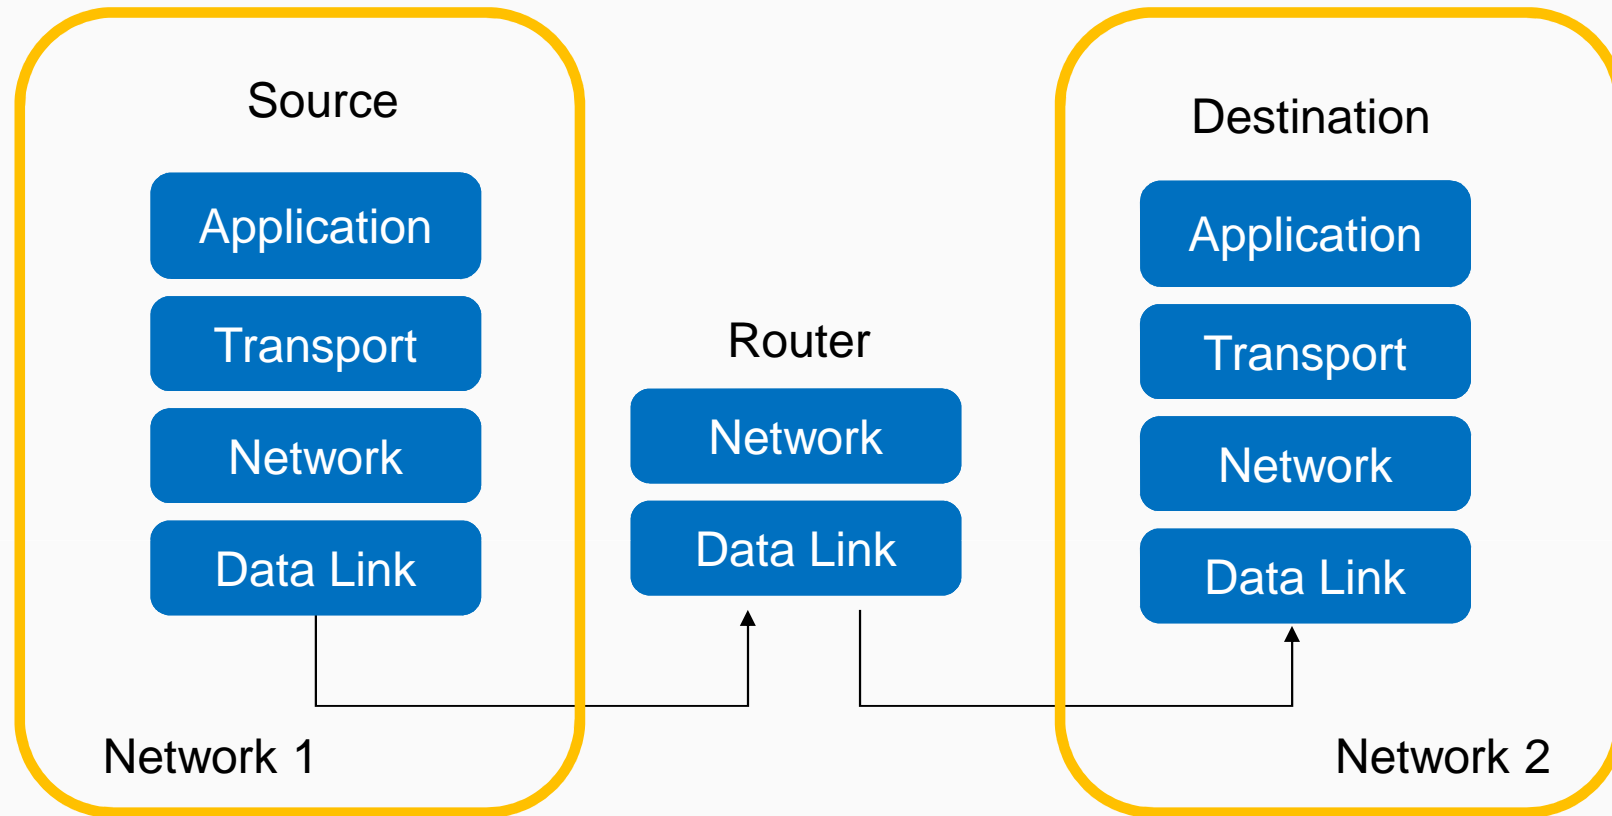 Source
Application
Transport
Network
Data Link
Network 1
Router
Network
Data Link
Destination
Application
Transport
Network
Data Link
Network 2